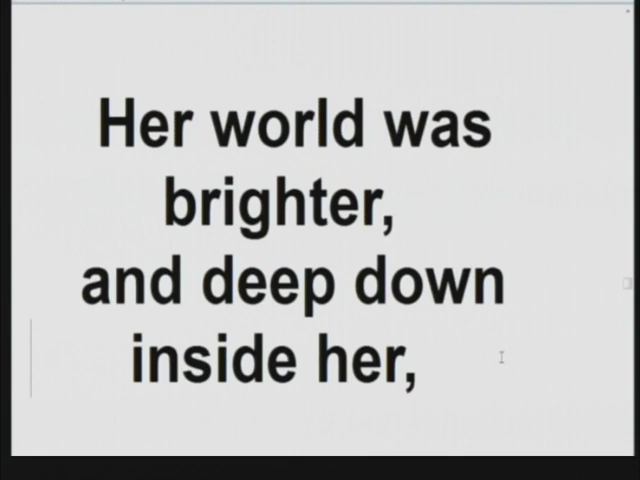 Her world was
brighter,
and deep down
inside her,